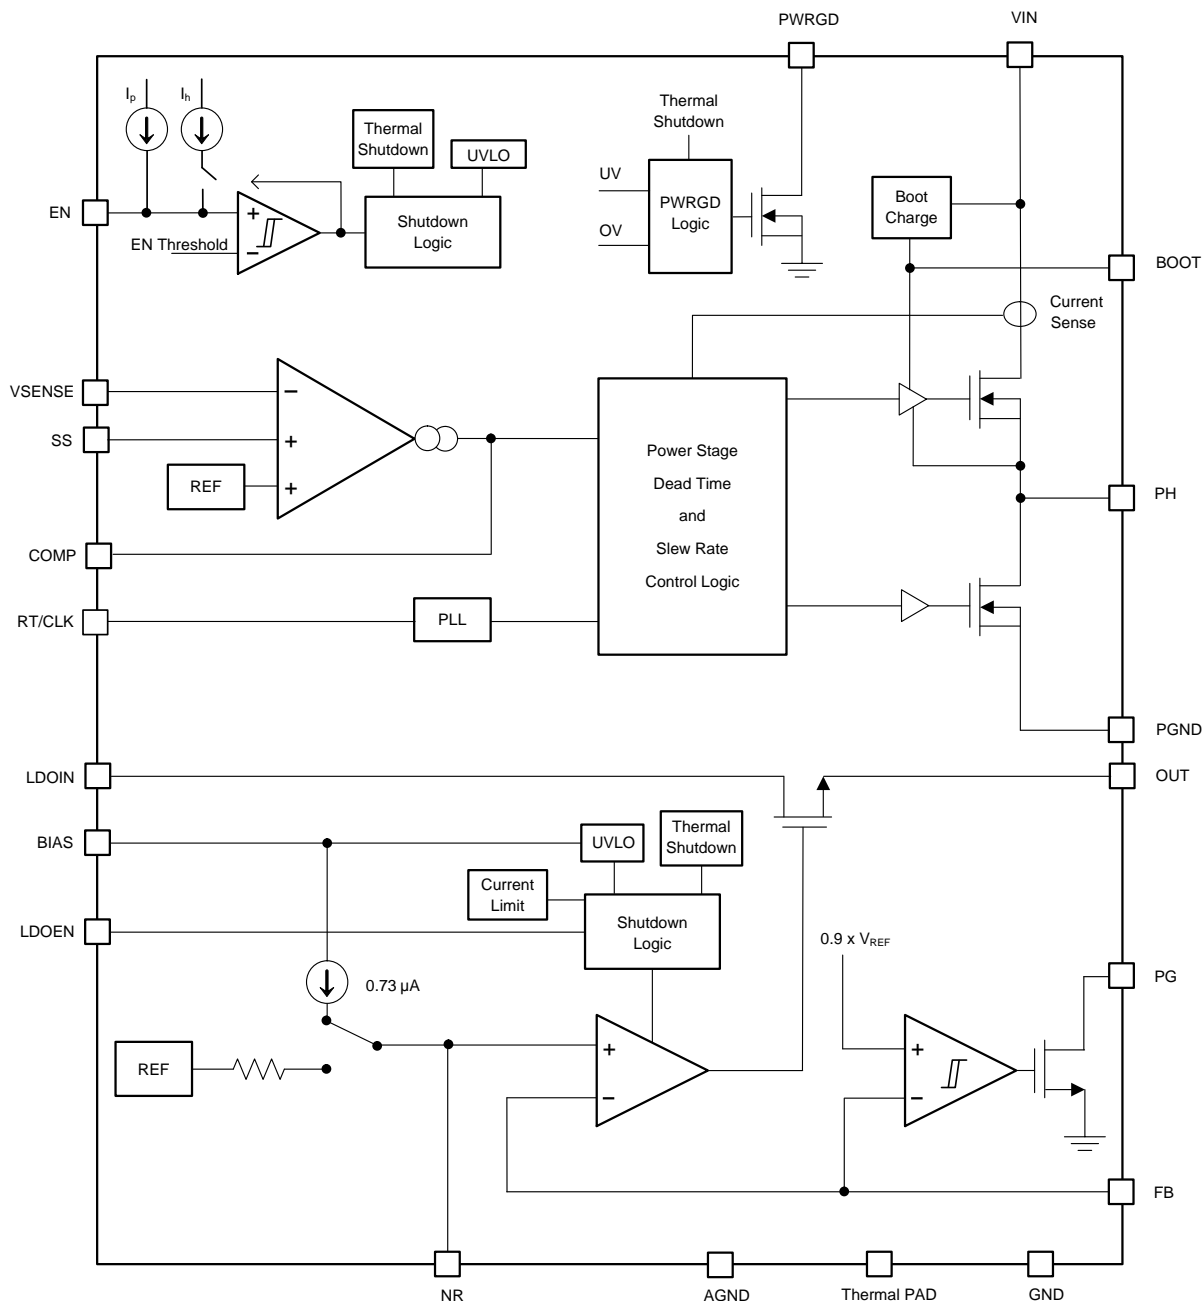 PWRGD
VIN
Ip
Ih
Thermal
Shutdown
UVLO
Thermal
Shutdown
UV
OV
PWRGD
Logic
Boot
Charge
EN
EN Threshold
+
−
Shutdown
Logic
BOOT
Current
Sense
VSENSE
SS
−
+
+
REF
COMP
RT/CLK
PLL
Power Stage
Dead Time
and
Slew Rate
Control Logic
PH
PGND
LDOIN
OUT
BIAS
UVLO
Thermal
Shutdown
Current
Limit
LDOEN
Shutdown
Logic
0.9 x VREF
0.73 µA
PG
REF
+
−
+
−
FB
NR
AGND
Thermal PAD
GND